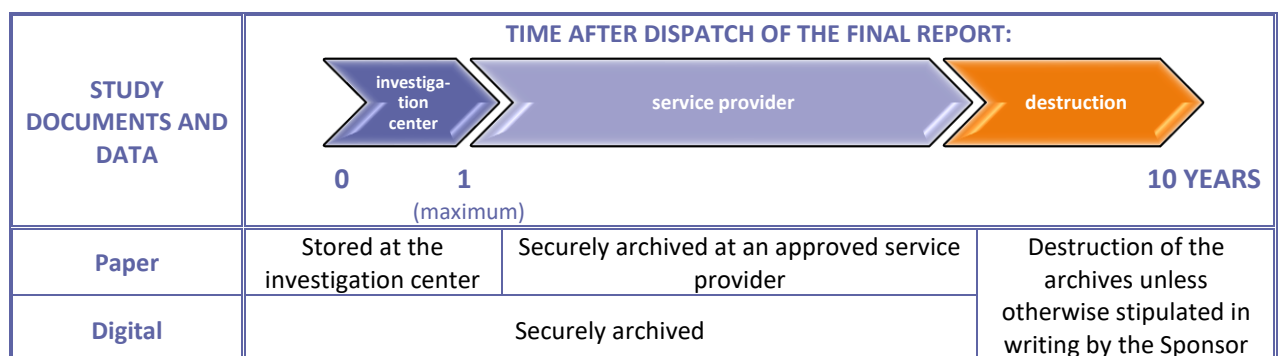 STUDY
DOCUMENTS AND
DATA
TIME AFTER DISPATCH OF THE FINAL REPORT:
investiga-
tion
center
service provider
destruction
0
1
(maximum)
10 YEARS
Paper
Stored at the
investigation center
Securely archived at an approved service
provider
Destruction of the
archives unless
otherwise stipulated in
writing by the Sponsor
Digital
Securely archived